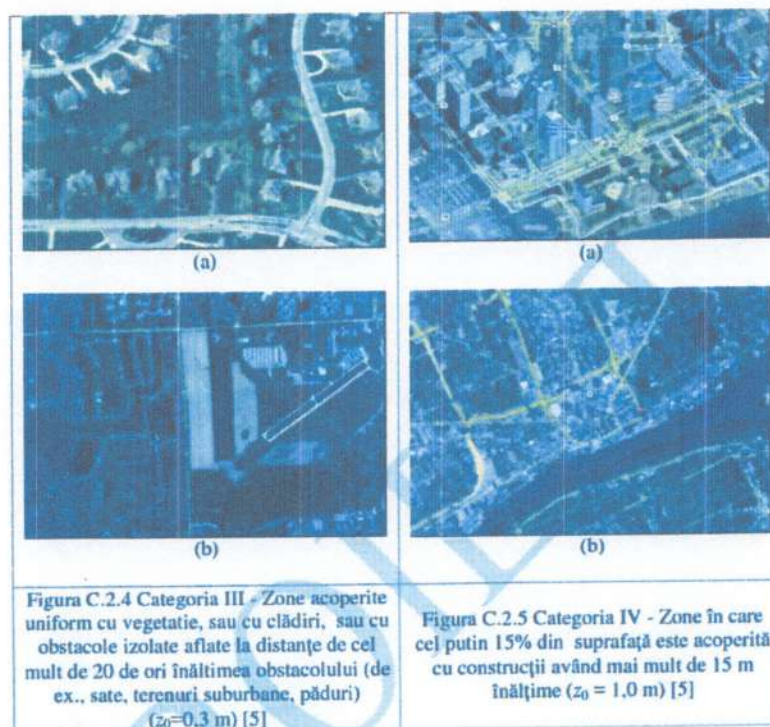 (a)
(a)
(b)
(b)
Figura C.2.4 Categoria III - Zone acoperite
uniform cu vegetatie, sau cu clădiri, sau cu
obstacole izolate aflate la distanțe de cel
mult de 20 de ori înăltimea obstacolului (de
ex., sate, terenuri suburbane, păduri)
(z₀=0,3 m) [5]
Figura C.2.5 Categoria IV - Zone în care
cel putin 15% din suprafață este acoperită
cu construcții având mai mult de 15 m
înălțime (z₀ = 1,0 m) [5]